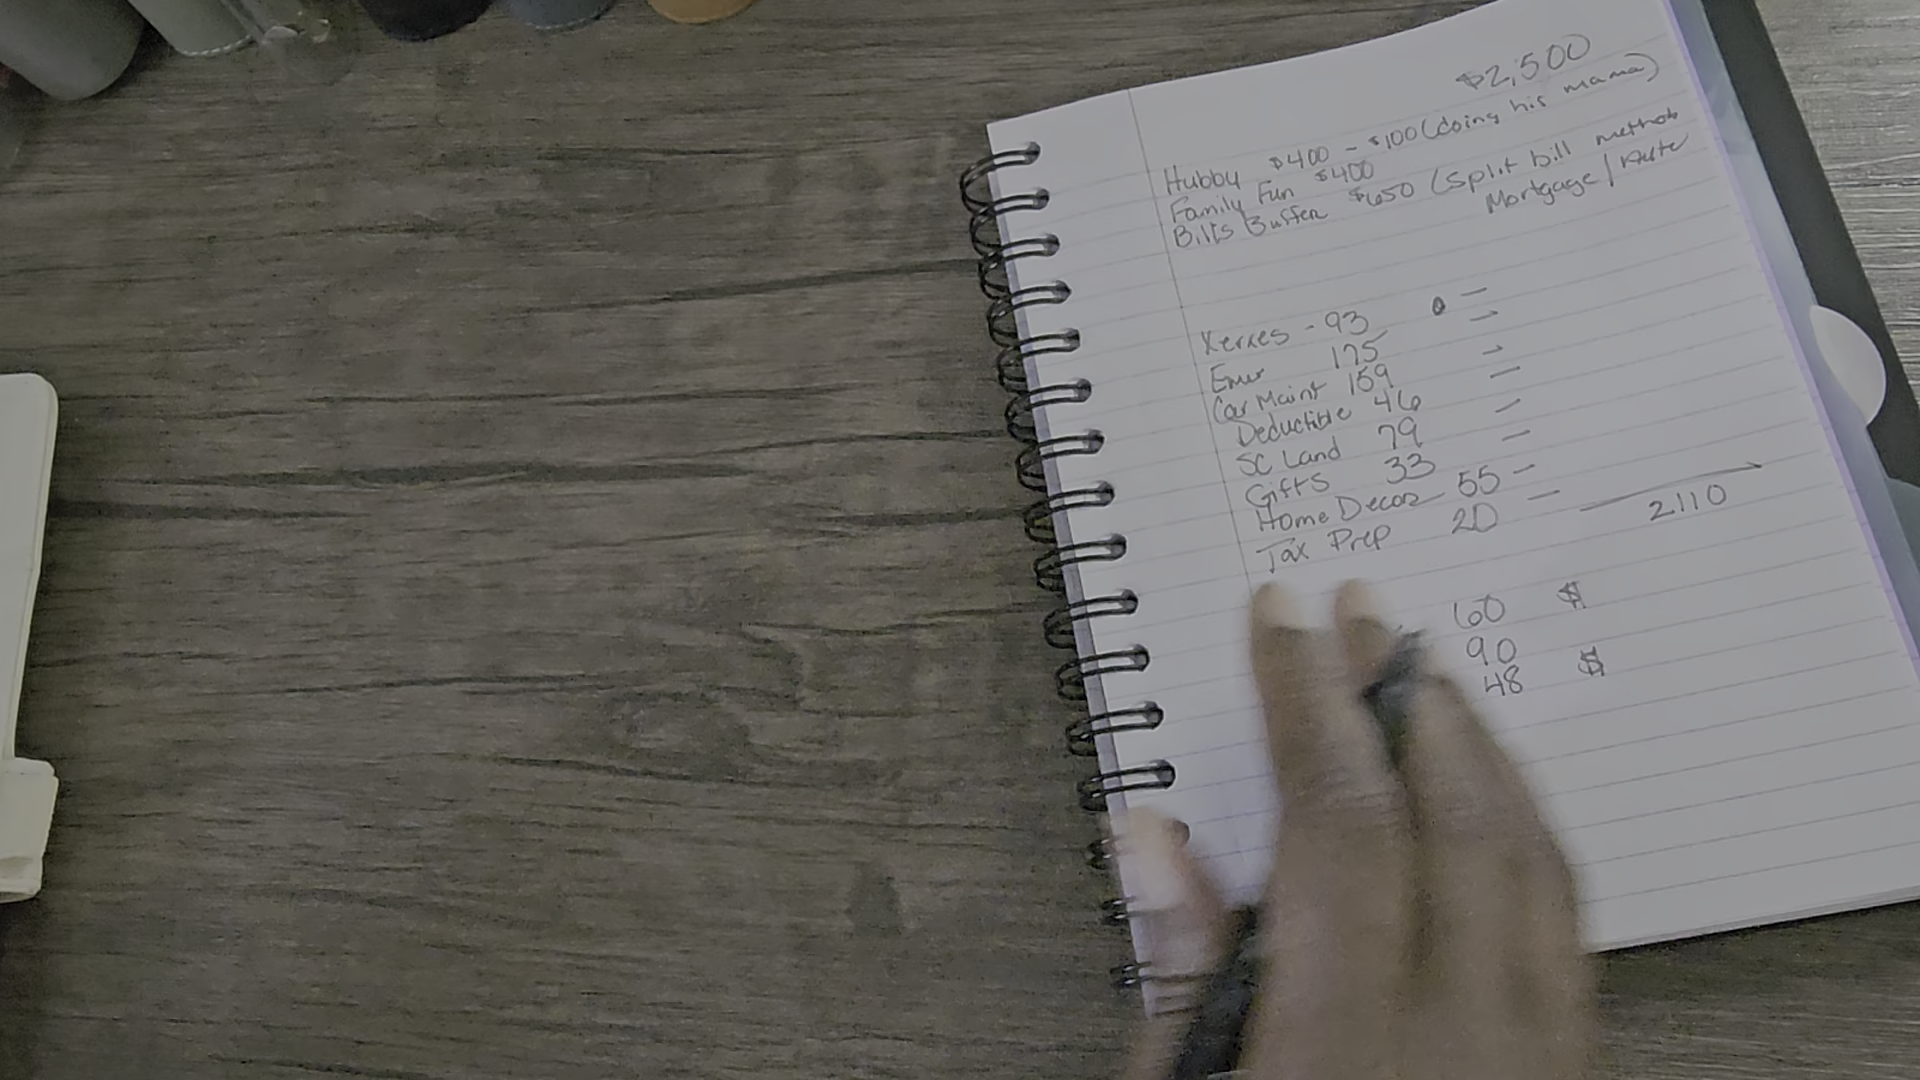 $2,500
Hubby $400 - $100 (doing his mama)
Family Fun $400
Bills Buffer $650 (split bill method
Mortgage /
Xerxes - 93
Emer 175
Car Maint 159
Deductible 46
SC Land 79
Gifts 33
Home Decor 55
Tax Prep 20
2110
60 $
90
48 $